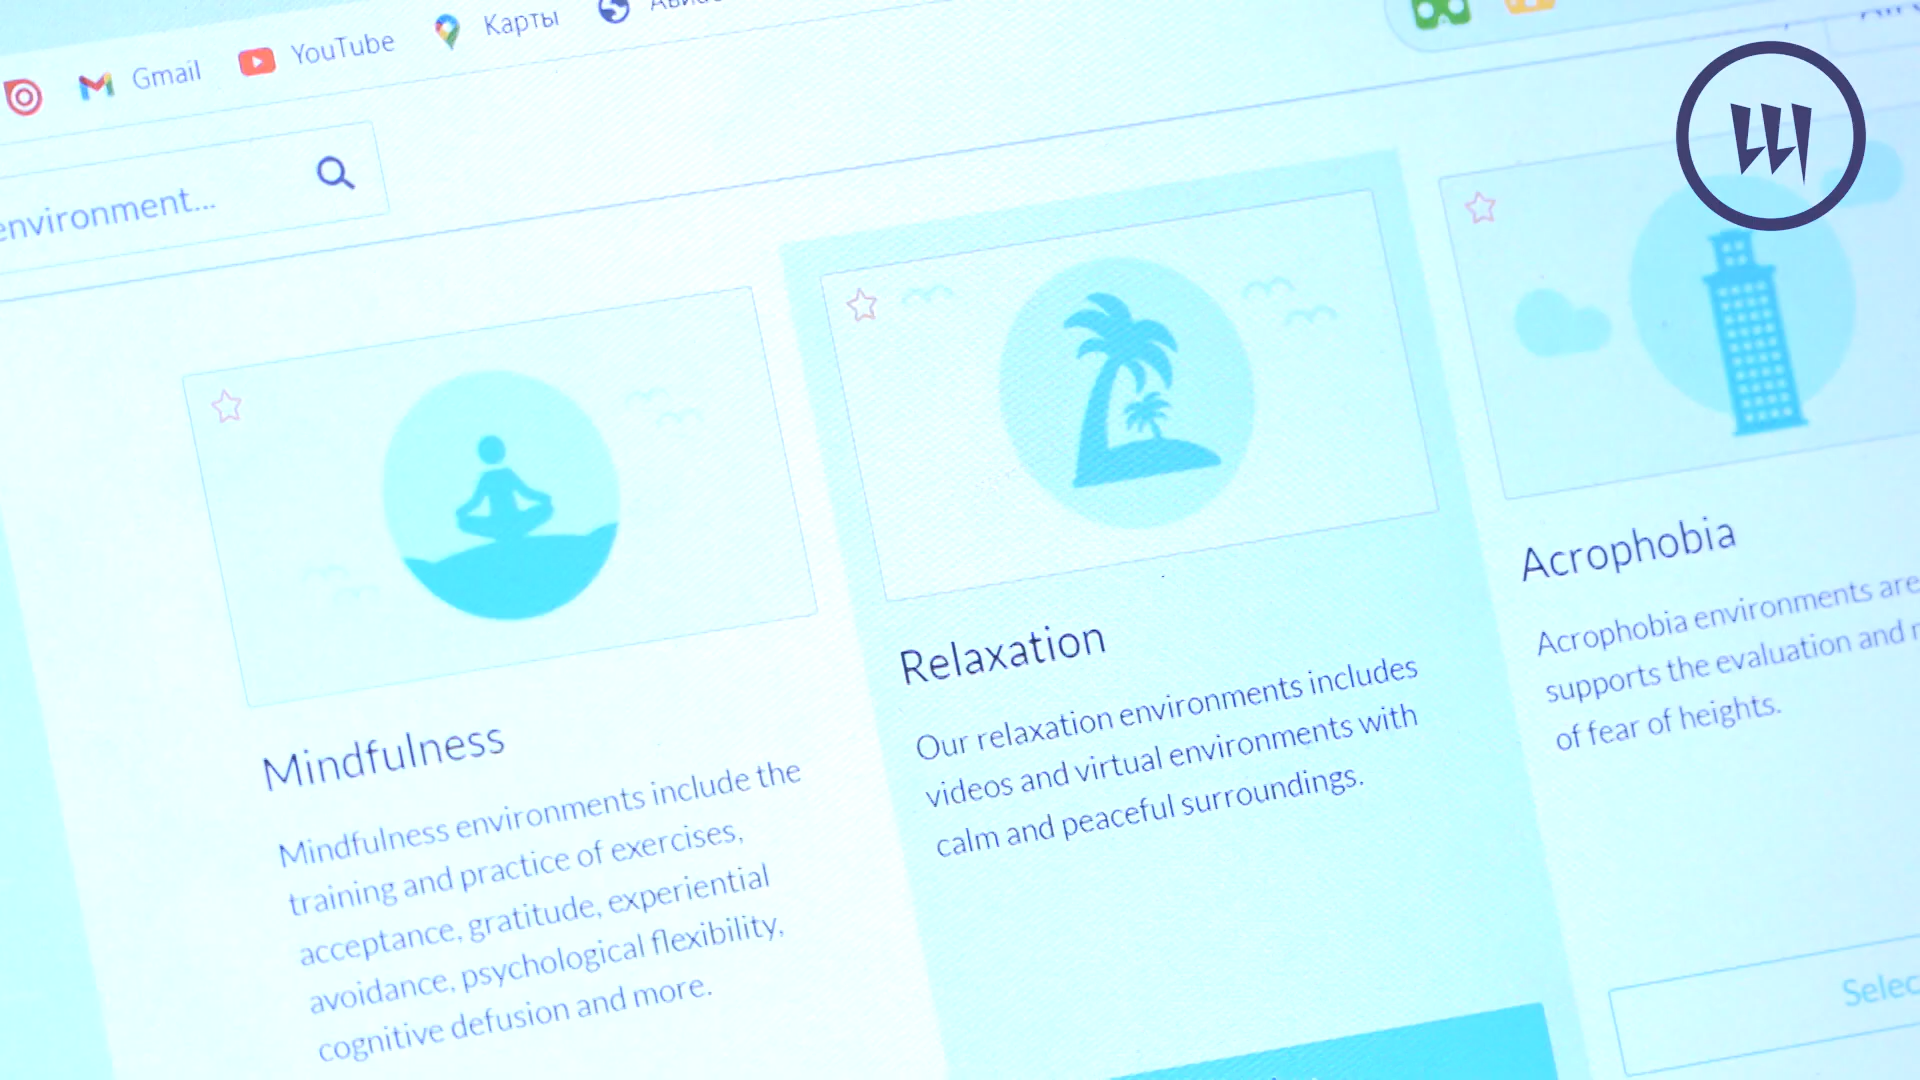 Gmail
YouTube
Карты
environment...
Mindfulness
Mindfulness environments include the
training and practice of exercises,
acceptance, gratitude, experiential
avoidance, psychological flexibility,
cognitive defusion and more.
Relaxation
Our relaxation environments includes
videos and virtual environments with
calm and peaceful surroundings.
Acrophobia
Acrophobia environments are
supports the evaluation and
of fear of heights.